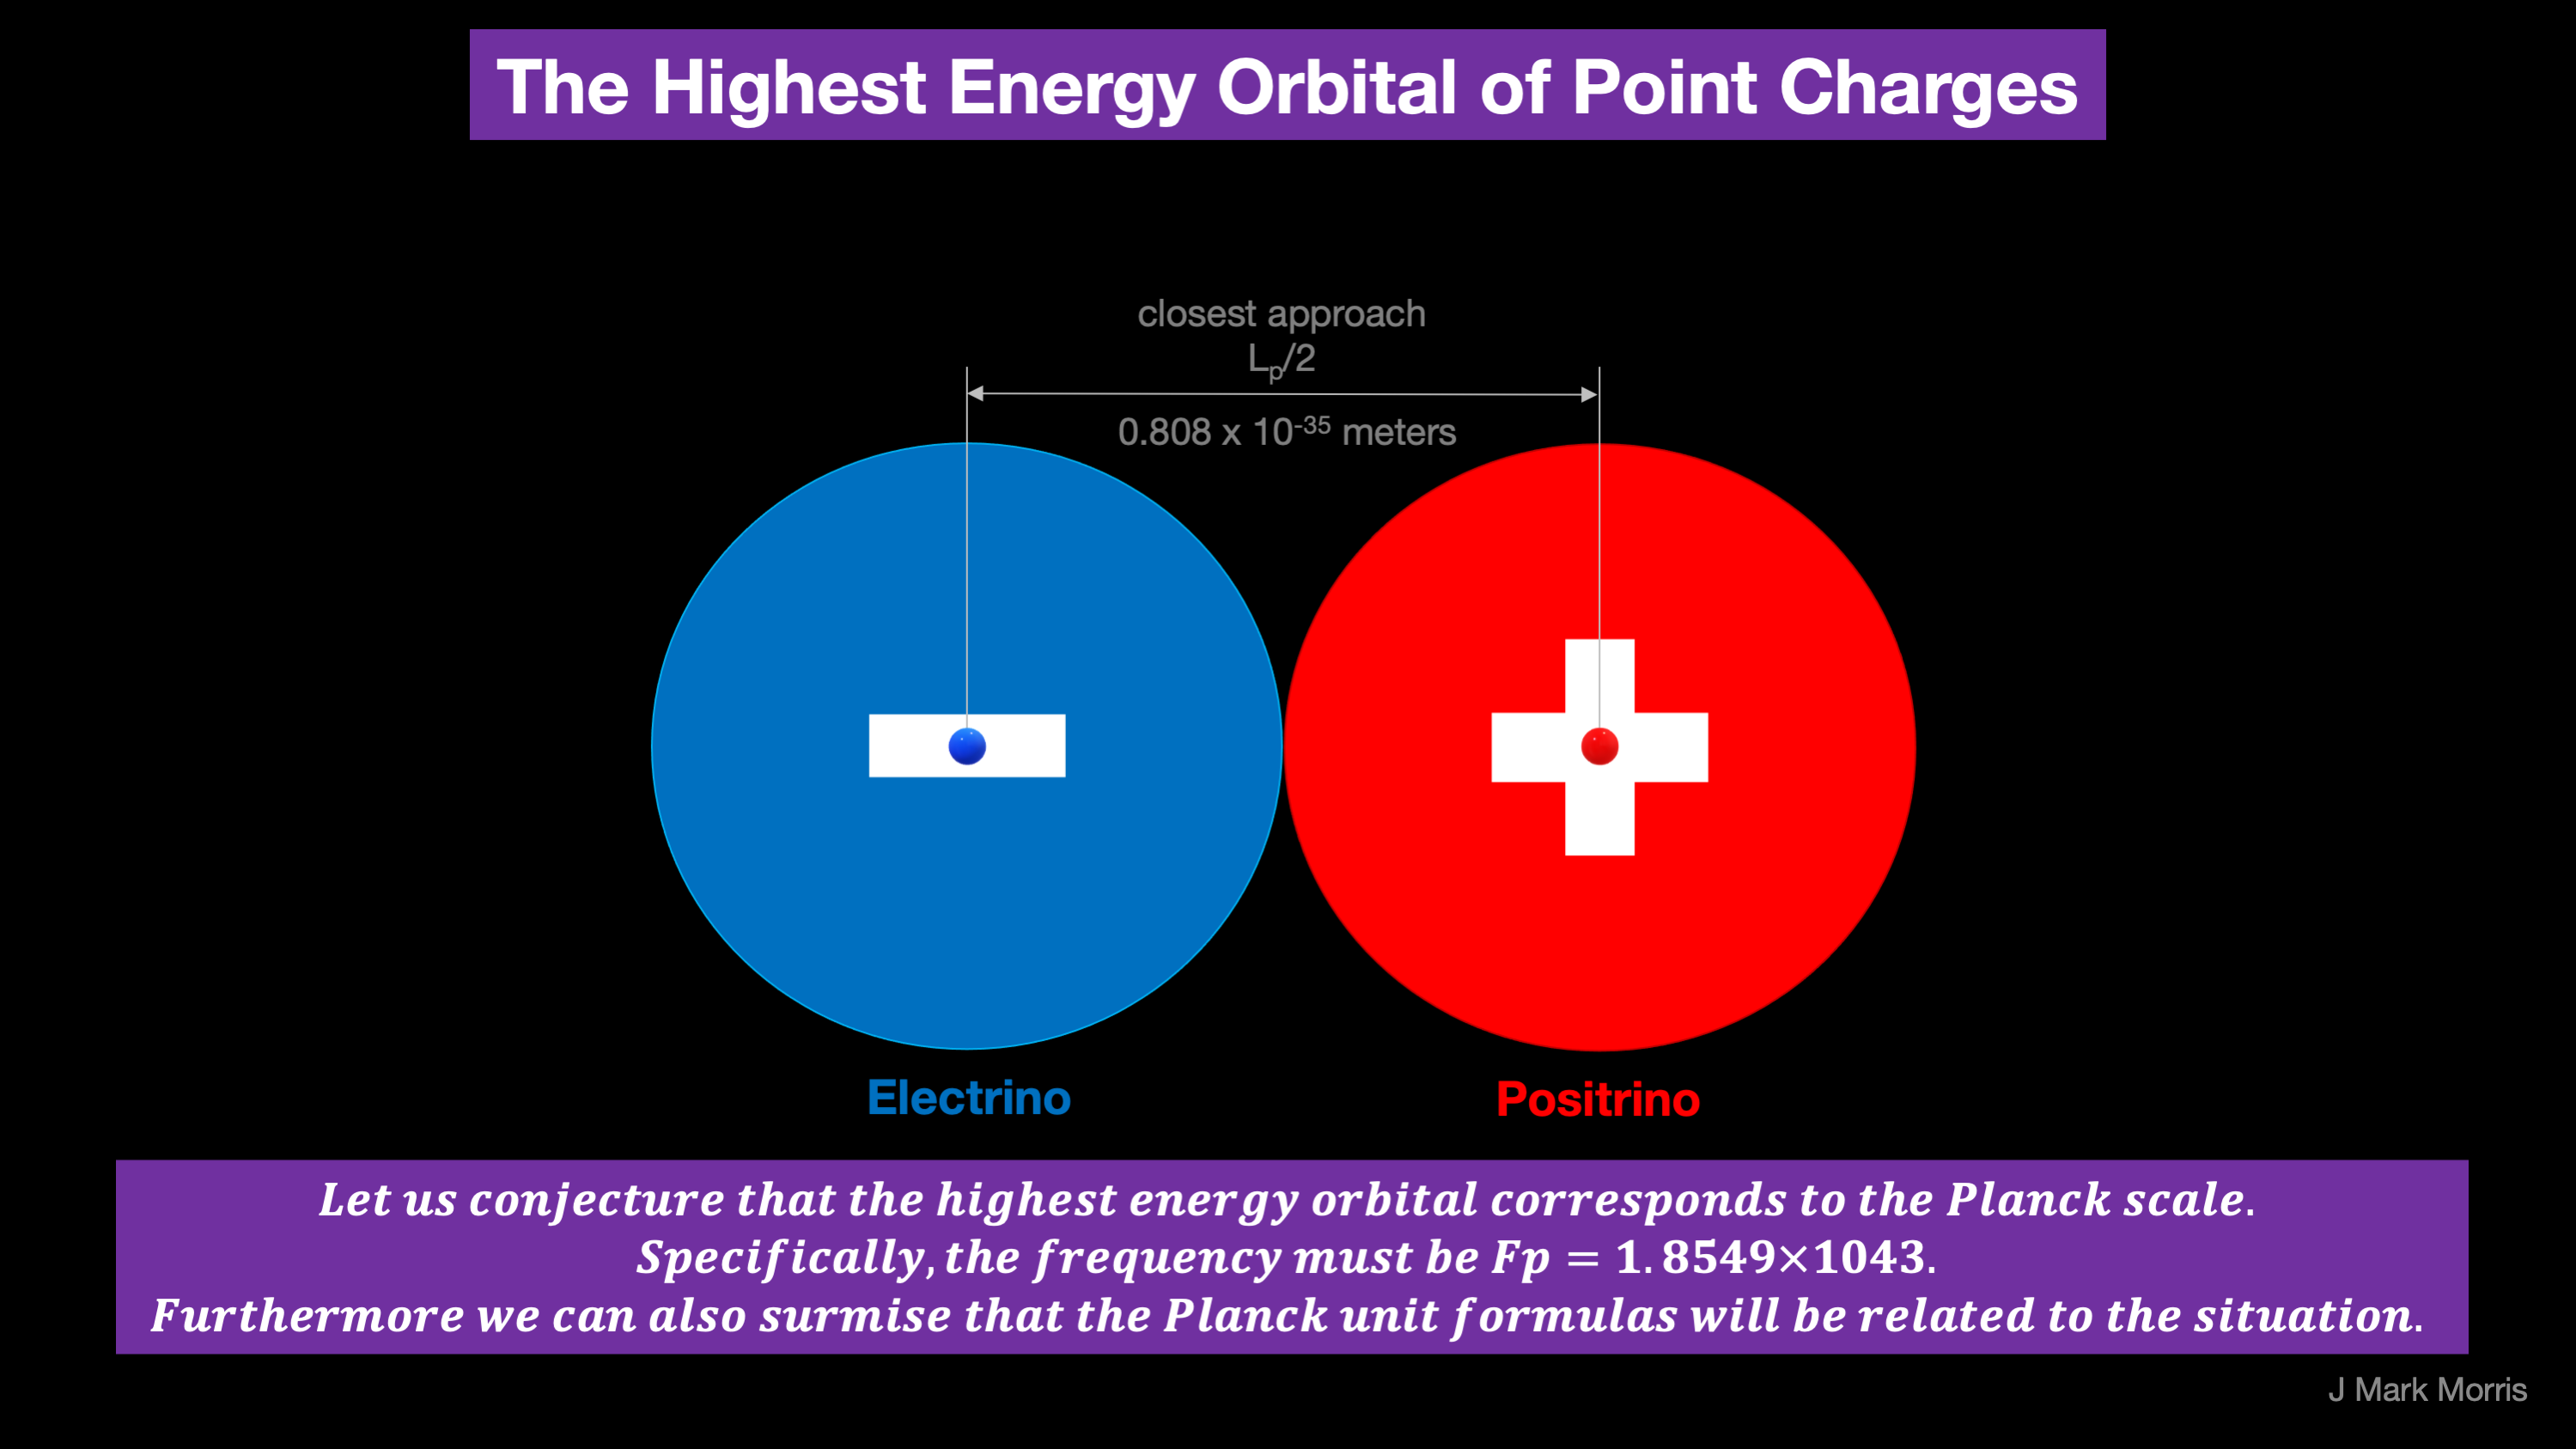 The Highest Energy Orbital of Point Charges
closest approach
Lₚ/2
0.808 x 10⁻³⁵ meters
Electrino
Positrino
Let us conjecture that the highest energy orbital corresponds to the Planck scale.
Specifically, the frequency must be Fp = 1.8549×1043.
Furthermore we can also surmise that the Planck unit formulas will be related to the situation.
J Mark Morris